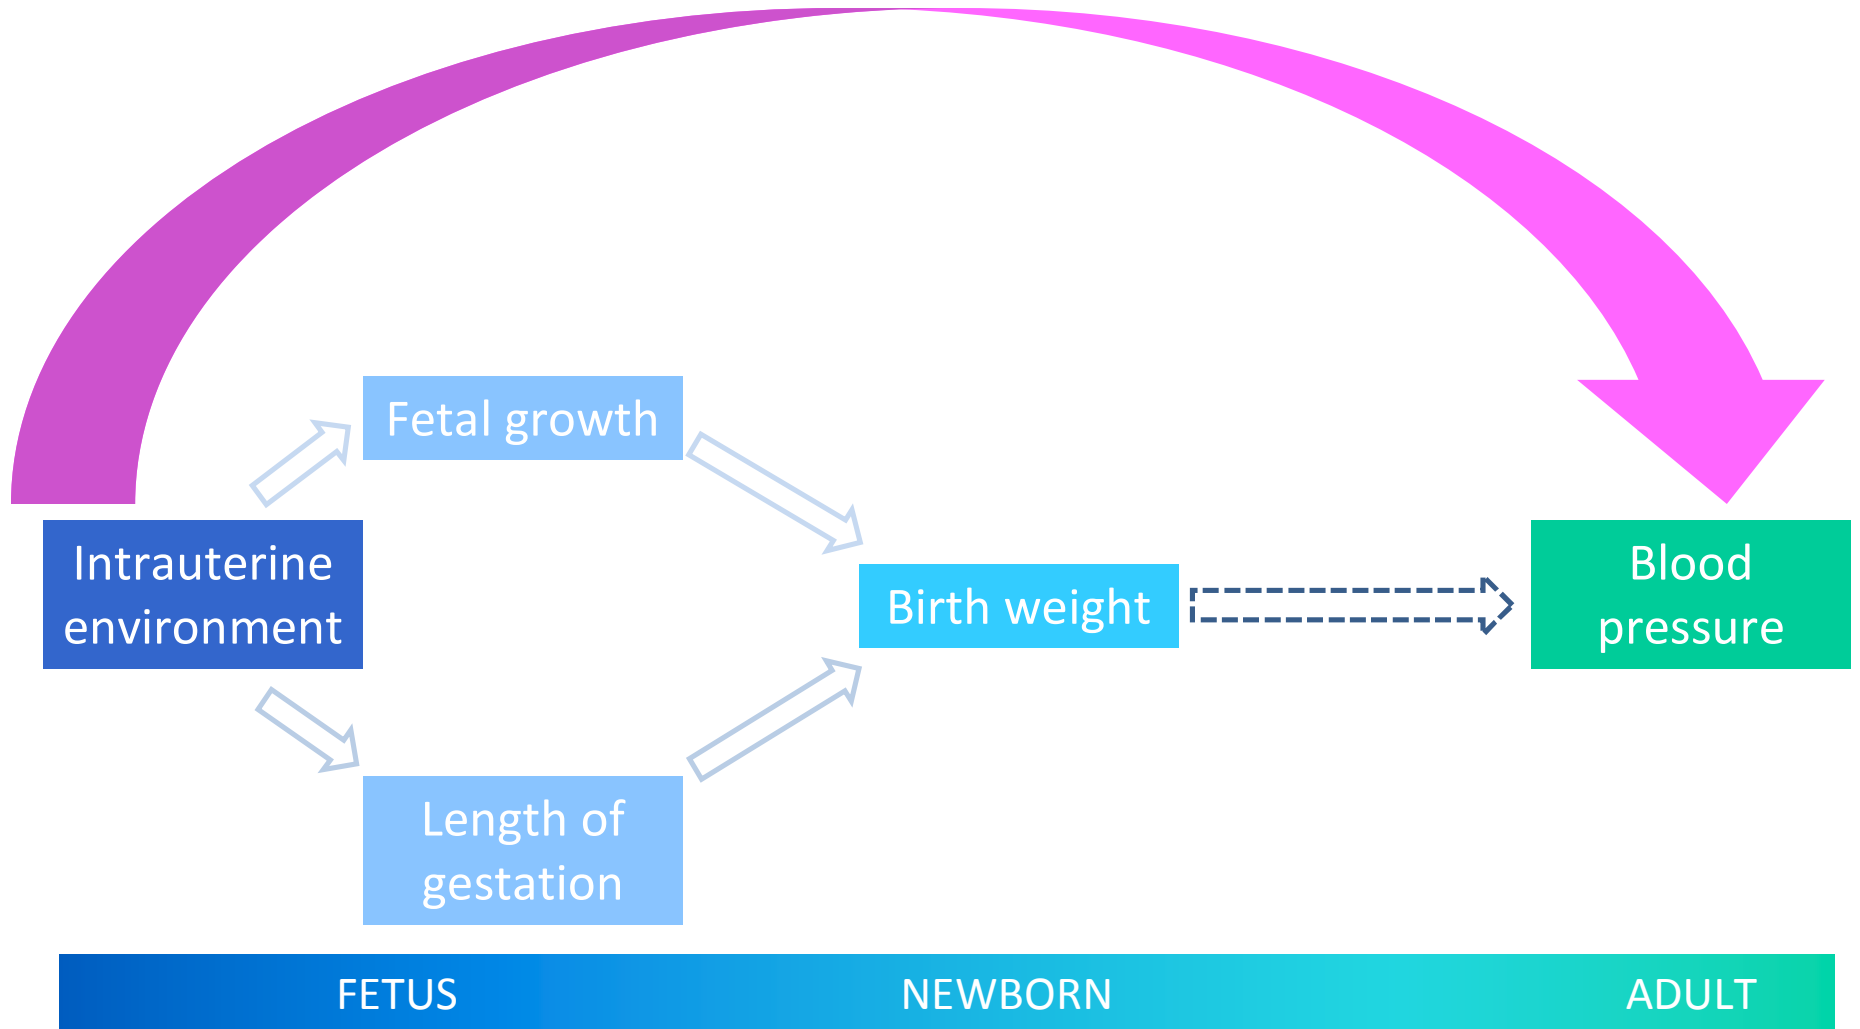 Fetal growth
Intrauterine
environment
Birth weight
Blood
pressure
Length of
gestation
FETUS
NEWBORN
ADULT